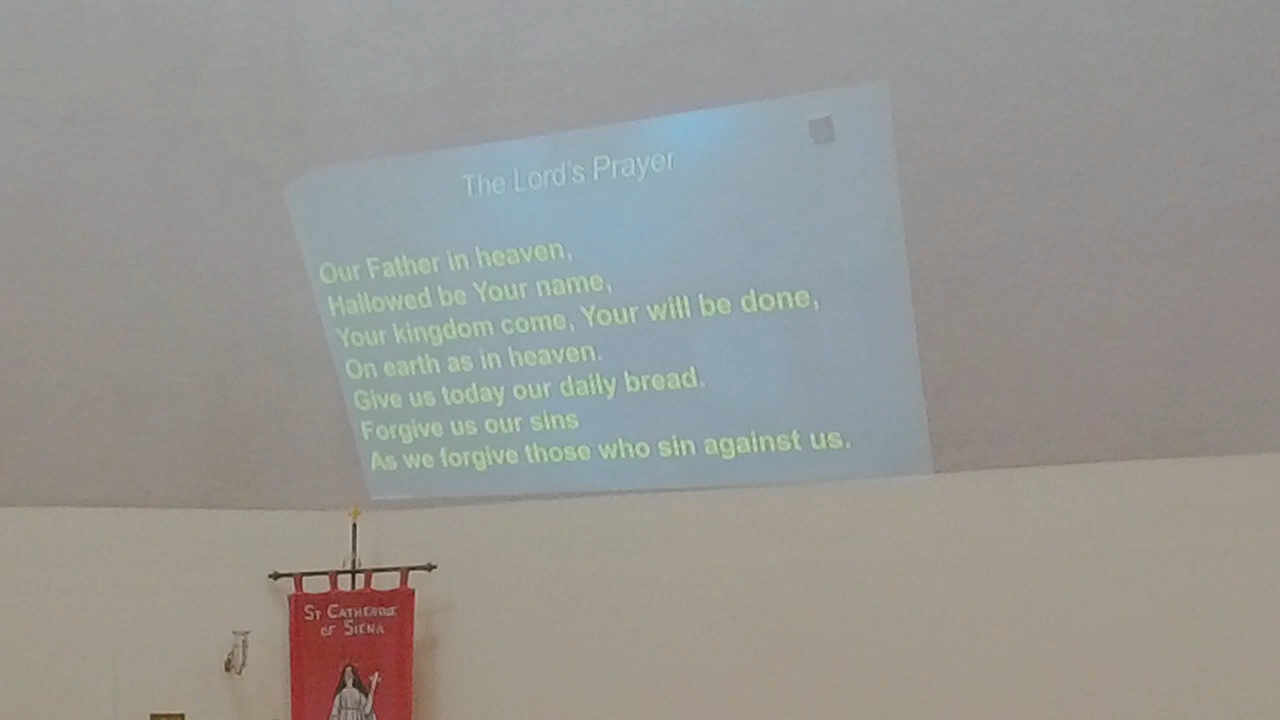 The Lord's Prayer
Our Father in heaven,
Hallowed be Your name,
Your kingdom come, Your will be done,
On earth as in heaven.
Give us today our daily bread.
Forgive us our sins
As we forgive those who sin against us.
St Catherine
of Siena